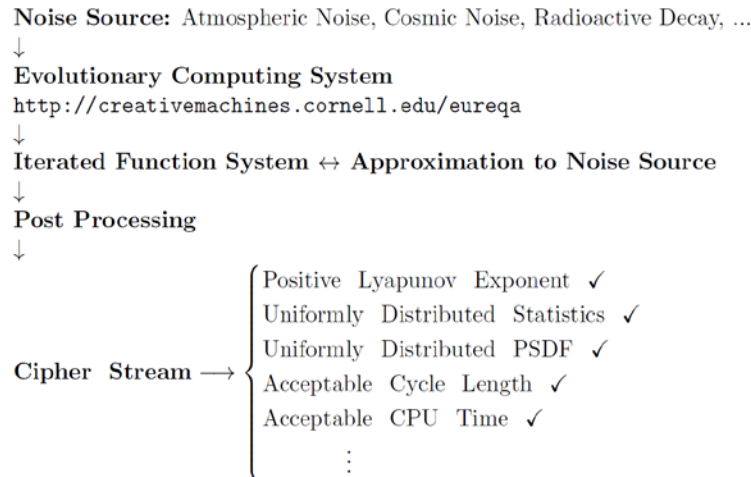 Noise Source: Atmospheric Noise, Cosmic Noise, Radioactive Decay, ...
↓
Evolutionary Computing System
http://creativemachines.cornell.edu/eureqa
↓
Iterated Function System ↔ Approximation to Noise Source
↓
Post Processing
↓
Positive Lyapunov Exponent ✓
Uniformly Distributed Statistics ✓
Uniformly Distributed PSDF ✓
Cipher Stream ⟶
Acceptable Cycle Length ✓
Acceptable CPU Time ✓
⋮